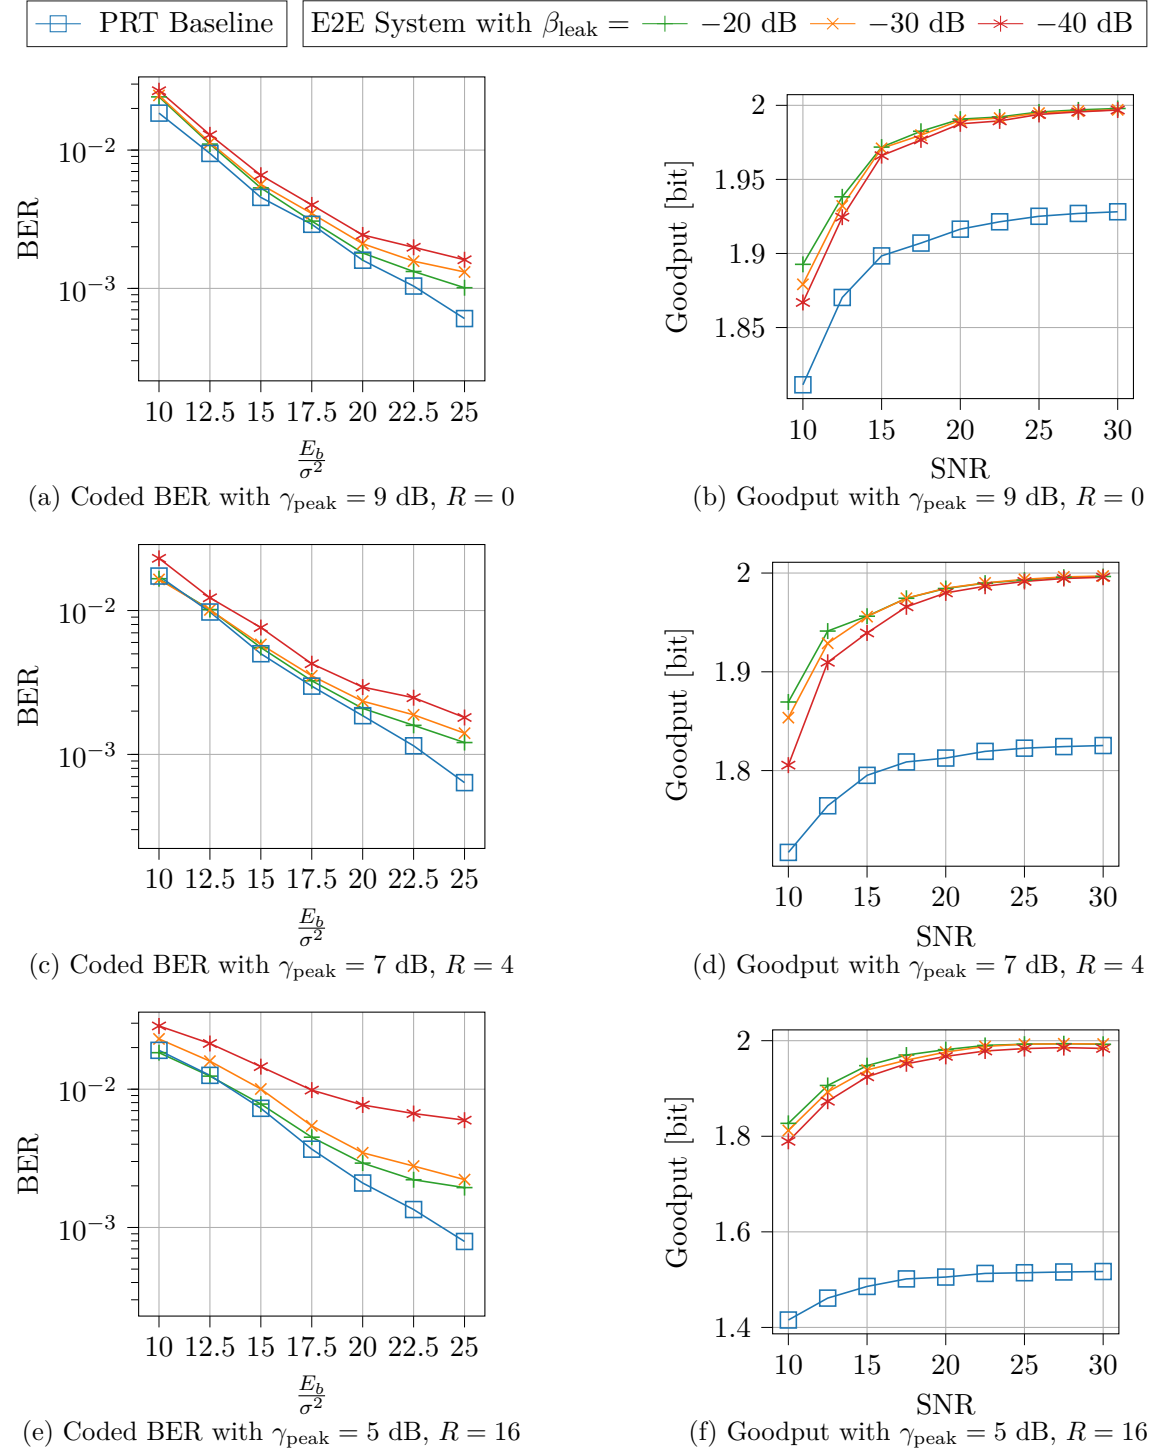 PRT Baseline
E2E System with β_leak = −20 dB −30 dB −40 dB
BER
10^−2
10^−3
10 12.5 15 17.5 20 22.5 25
E_b/σ^2
(a) Coded BER with γ_peak = 9 dB, R = 0
Goodput [bit]
2
1.95
1.9
1.85
10 15 20 25 30
SNR
(b) Goodput with γ_peak = 9 dB, R = 0
BER
10^−2
10^−3
10 12.5 15 17.5 20 22.5 25
E_b/σ^2
(c) Coded BER with γ_peak = 7 dB, R = 4
Goodput [bit]
2
1.9
1.8
10 15 20 25 30
SNR
(d) Goodput with γ_peak = 7 dB, R = 4
BER
10^−2
10^−3
10 12.5 15 17.5 20 22.5 25
E_b/σ^2
(e) Coded BER with γ_peak = 5 dB, R = 16
Goodput [bit]
2
1.8
1.6
1.4
10 15 20 25 30
SNR
(f) Goodput with γ_peak = 5 dB, R = 16